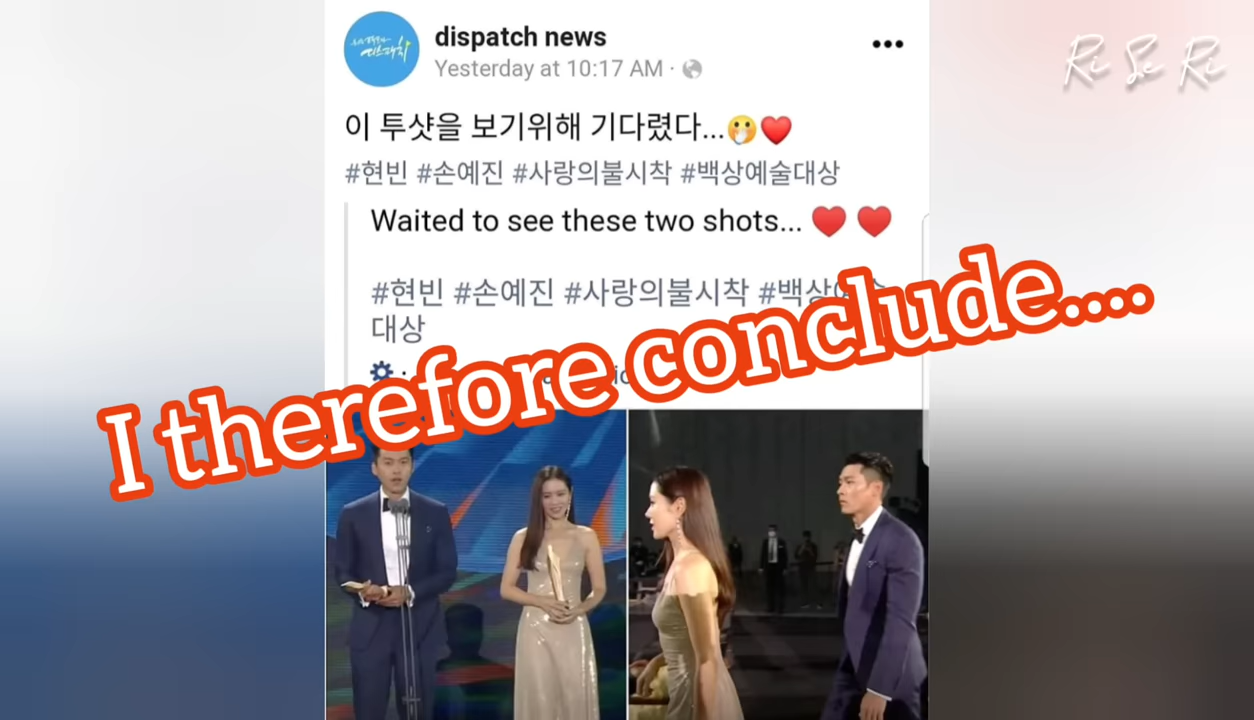 Ri Se Ri
dispatch news
Yesterday at 10:17 AM ·
이 투샷을 보기위해 기다렸다...🤭❤️
#현빈 #손예진 #사랑의불시착 #백상예술대상
Waited to see these two shots... ❤️ ❤️
#현빈 #손예진 #사랑의불시착 #백상예술
대상
I therefore conclude....